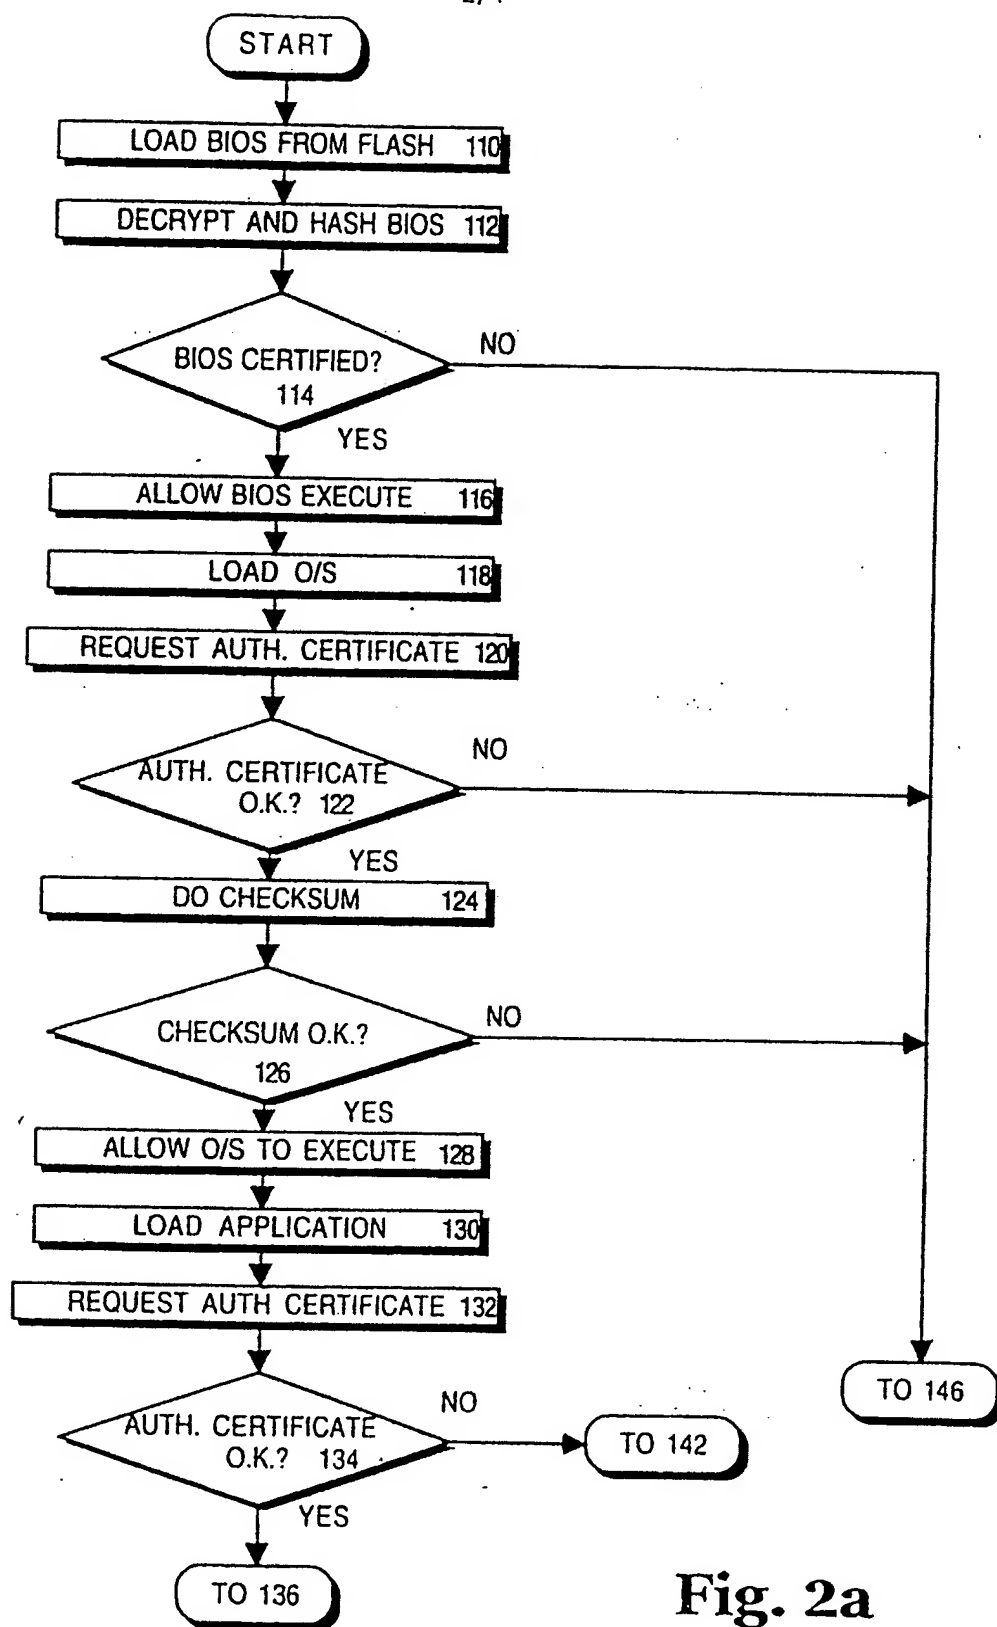 START
LOAD BIOS FROM FLASH 110
DECRYPT AND HASH BIOS 112
BIOS CERTIFIED?
114
NO
YES
ALLOW BIOS EXECUTE 116
LOAD O/S 118
REQUEST AUTH. CERTIFICATE 120
AUTH. CERTIFICATE
O.K.? 122
NO
YES
DO CHECKSUM 124
CHECKSUM O.K.?
126
NO
YES
ALLOW O/S TO EXECUTE 128
LOAD APPLICATION 130
REQUEST AUTH CERTIFICATE 132
AUTH. CERTIFICATE
O.K.? 134
NO
TO 142
TO 146
YES
TO 136
Fig. 2a